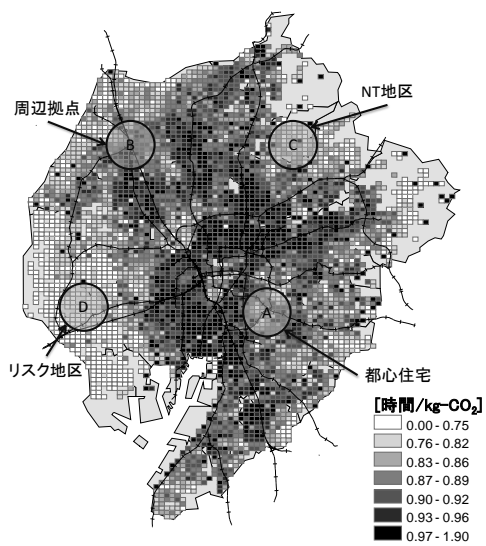 周辺拠点
NT地区
B
C
D
A
リスク地区
都心住宅
[時間/kg-CO₂]
0.00 - 0.75
0.76 - 0.82
0.83 - 0.86
0.87 - 0.89
0.90 - 0.92
0.93 - 0.96
0.97 - 1.90